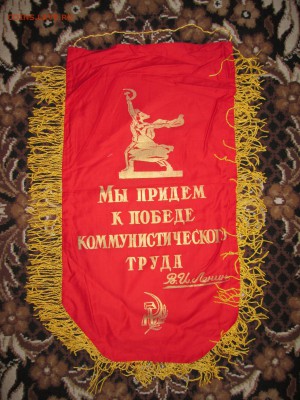 Мы придем
к победе
коммунистического
труда
В.И. Ленин